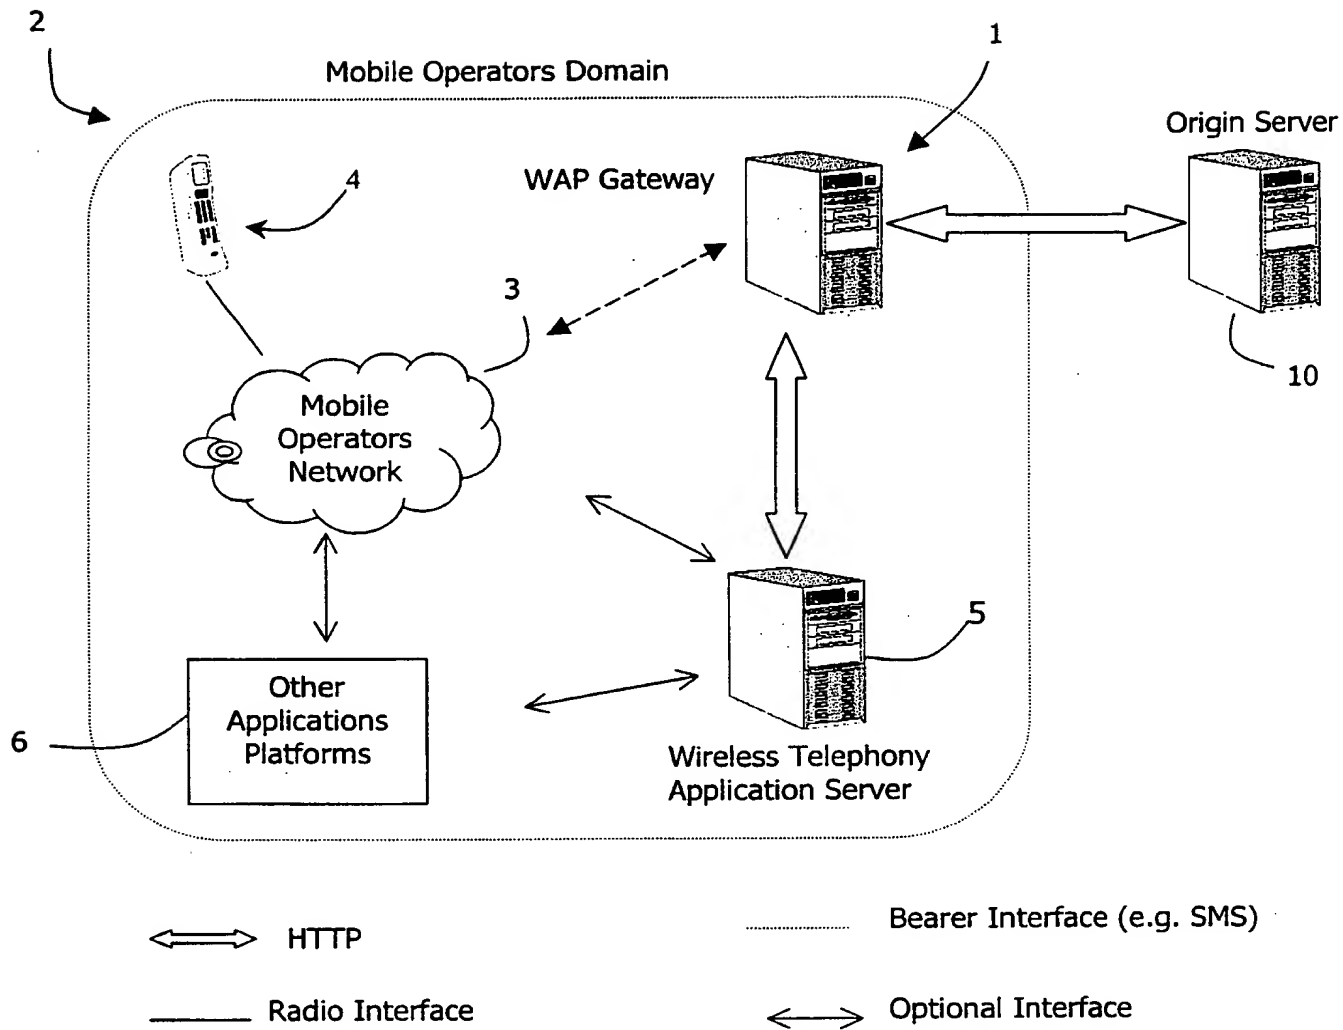 2
1
Mobile Operators Domain
Origin Server
WAP Gateway
4
3
10
Mobile
Operators
Network
5
Other
Applications
Platforms
6
Wireless Telephony
Application Server
Bearer Interface (e.g. SMS)
HTTP
Radio Interface
Optional Interface